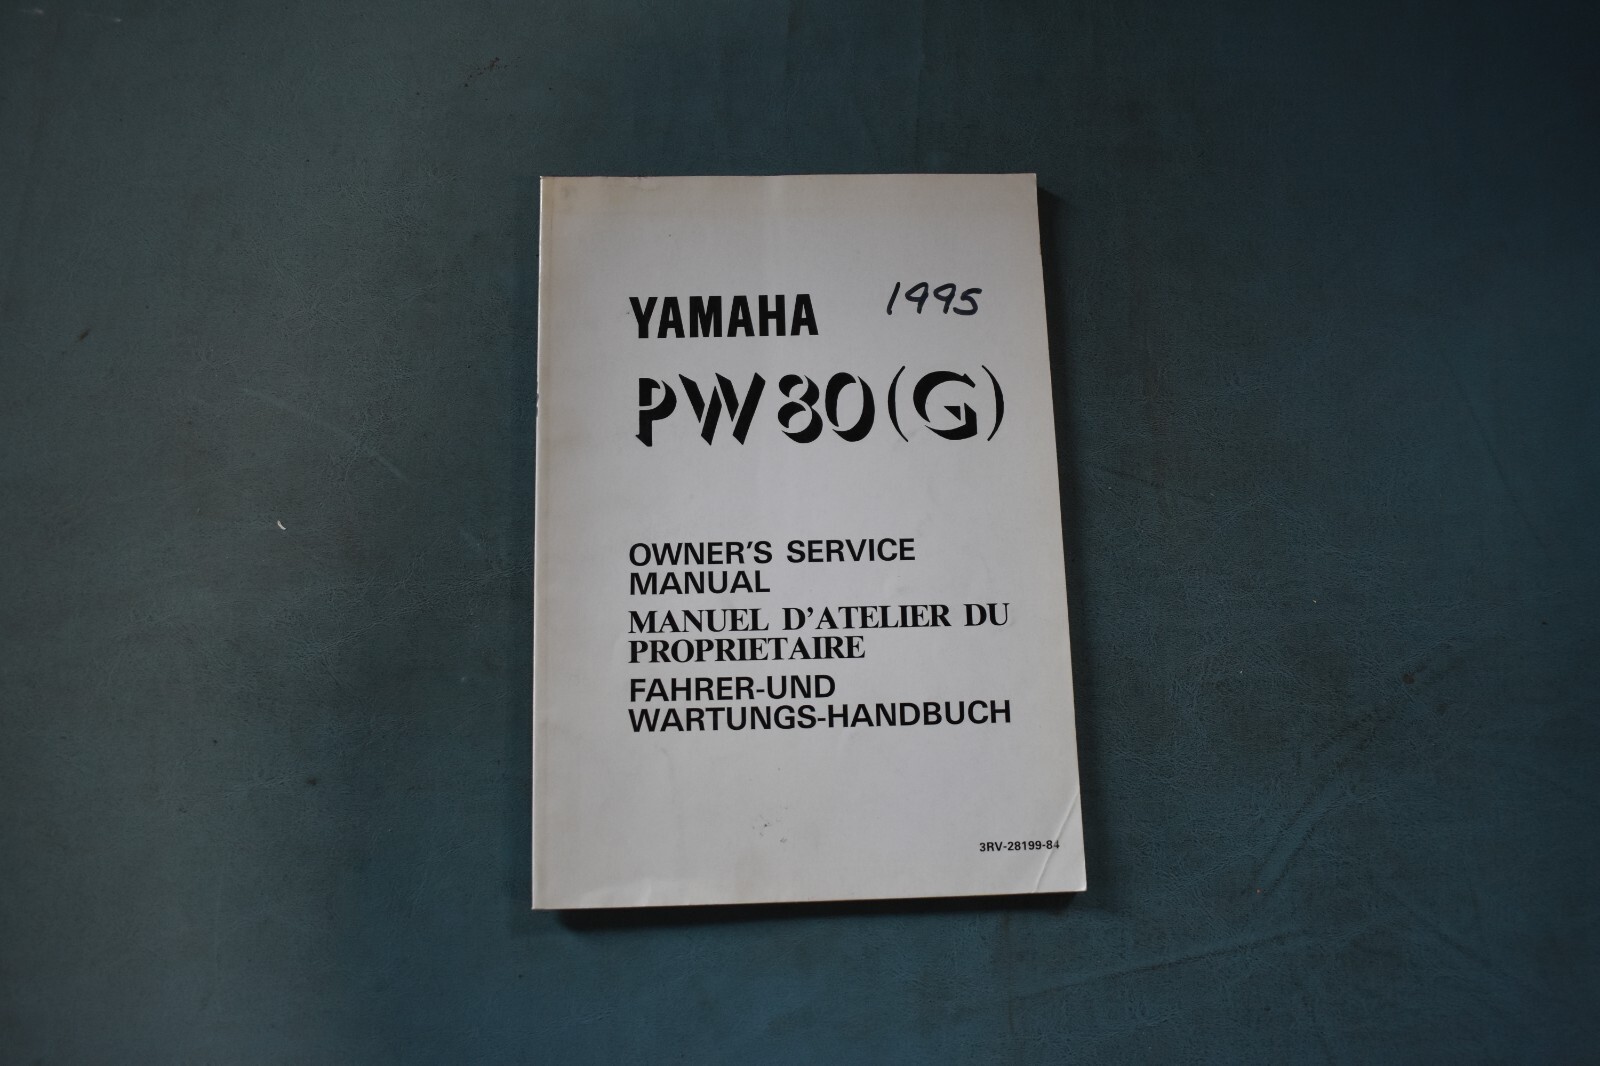 YAMAHA 1995
PW80(G)
OWNER'S SERVICE
MANUAL
MANUEL D'ATELIER DU
PROPRIETAIRE
FAHRER-UND
WARTUNGS-HANDBUCH
3RV-28199-84